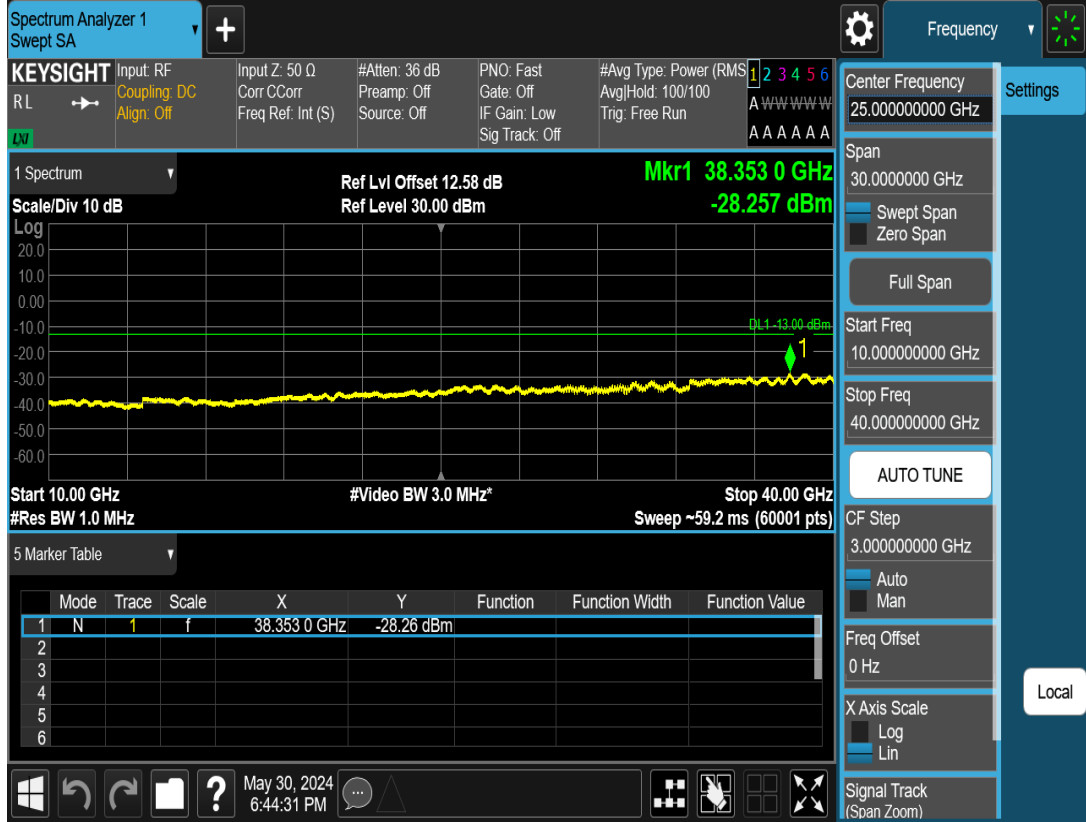 Spectrum Analyzer 1
Swept SA
+
Frequency
KEYSIGHT
R L
LXI
Input: RF
Coupling: DC
Align: Off
Input Z: 50 Ω
Corr CCorr
Freq Ref: Int (S)
#Atten: 36 dB
Preamp: Off
Source: Off
PNO: Fast
Gate: Off
IF Gain: Low
Sig Track: Off
#Avg Type: Power (RMS
Avg|Hold: 100/100
Trig: Free Run
1 2 3 4 5 6
A W W W W W
A A A A A A
1 Spectrum
Scale/Div 10 dB
Ref Lvl Offset 12.58 dB
Ref Level 30.00 dBm
Mkr1 38.353 0 GHz
-28.257 dBm
Log
20.0
10.0
0.00
-10.0
-20.0
-30.0
-40.0
-50.0
-60.0
DL1 -13.00 dBm
1
Start 10.00 GHz
#Video BW 3.0 MHz*
Stop 40.00 GHz
#Res BW 1.0 MHz
Sweep ~59.2 ms (60001 pts)
5 Marker Table
Mode Trace Scale X Y Function Function Width Function Value
1 N 1 f 38.353 0 GHz -28.26 dBm
2
3
4
5
6
?
May 30, 2024
6:44:31 PM
Center Frequency
25.000000000 GHz
Settings
Span
30.0000000 GHz
Swept Span
Zero Span
Full Span
Start Freq
10.000000000 GHz
Stop Freq
40.000000000 GHz
AUTO TUNE
CF Step
3.000000000 GHz
Auto
Man
Freq Offset
0 Hz
Local
X Axis Scale
Log
Lin
Signal Track
(Span Zoom)